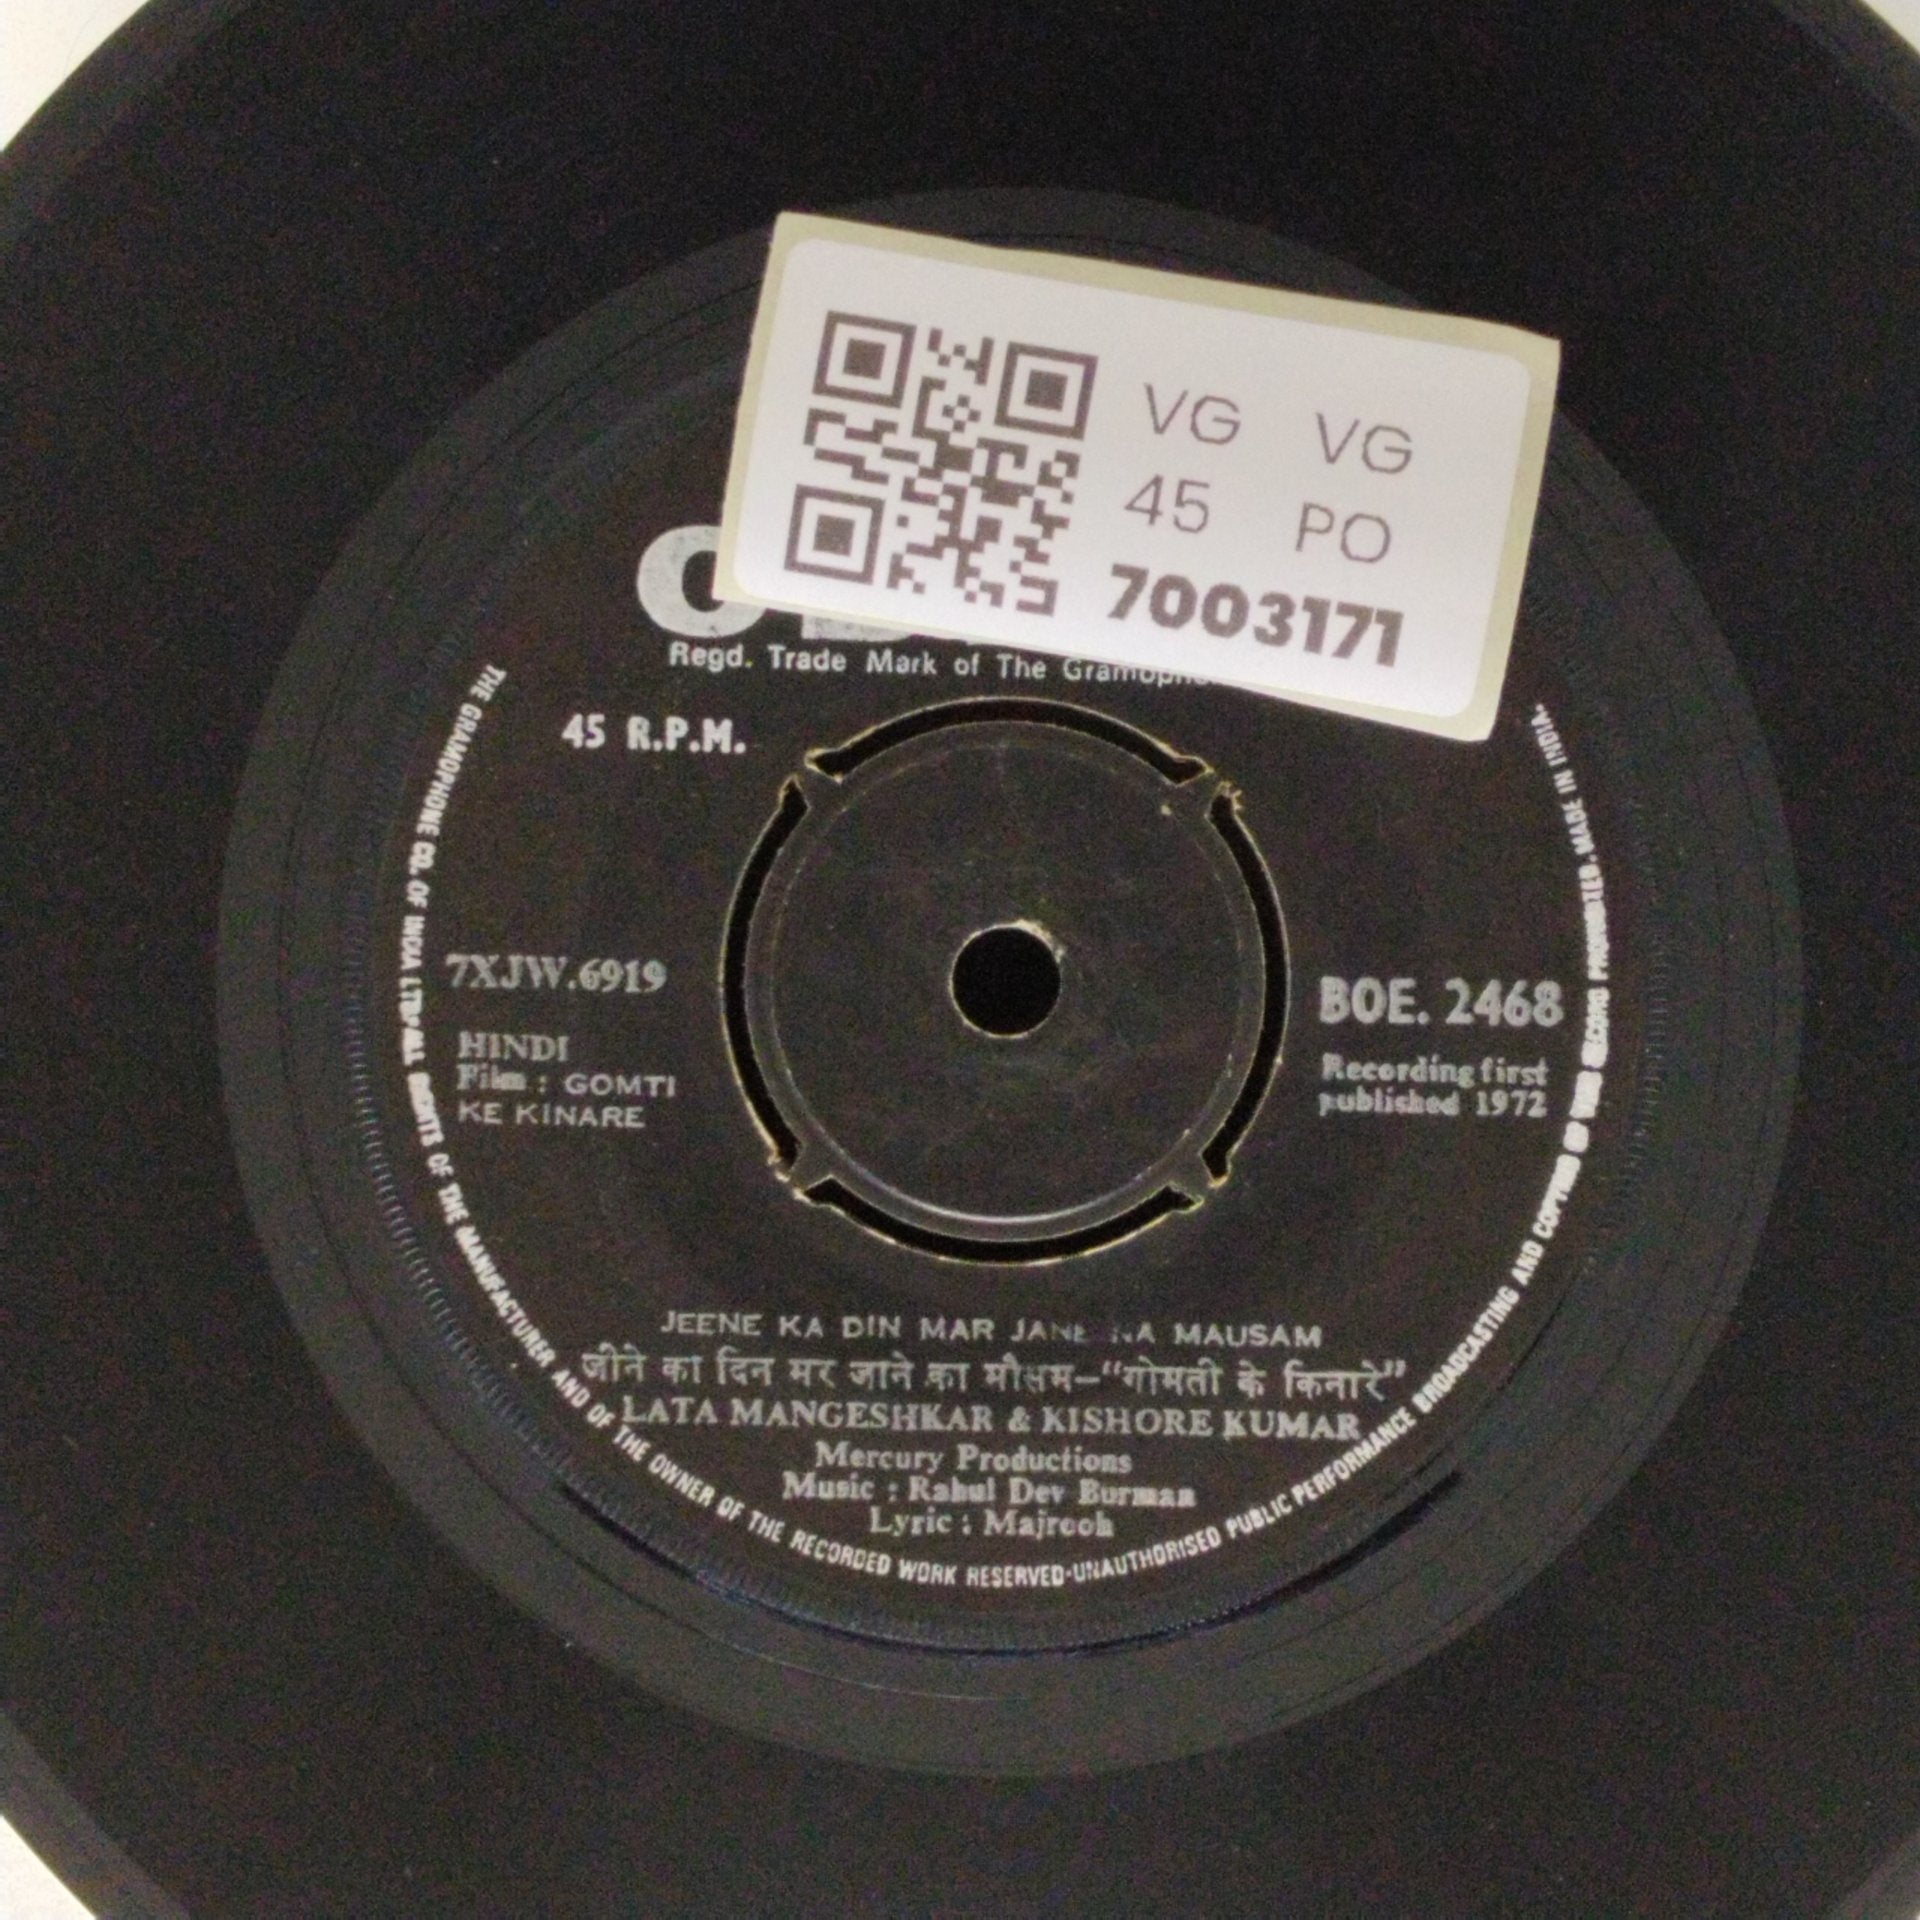 VG VG
45 PO
7003171
Regd. Trade Mark of The
45 R.P.M.
7XJW.6919
HINDI
Film : GOMTI
KE KINARE
BOE. 2468
Recording first
published 1972
JEENE KA DIN MAR JANE KA MAUSAM
जीने का दिन मर जाने का मौसम–“गोमती के किनारे”
LATA MANGESHKAR & KISHORE KUMAR
Mercury Productions
Music : Rahul Dev Burman
Lyric : Majrooh
THE GRAMOPHONE CO. OF INDIA LTD·ALL RIGHTS OF THE MANUFACTURER AND OF THE OWNER OF THE RECORDED WORK RESERVED·UNAUTHORISED PUBLIC PERFORMANCE BROADCASTING AND COPYING OF THIS RECORD PROHIBITED. MADE IN INDIA.